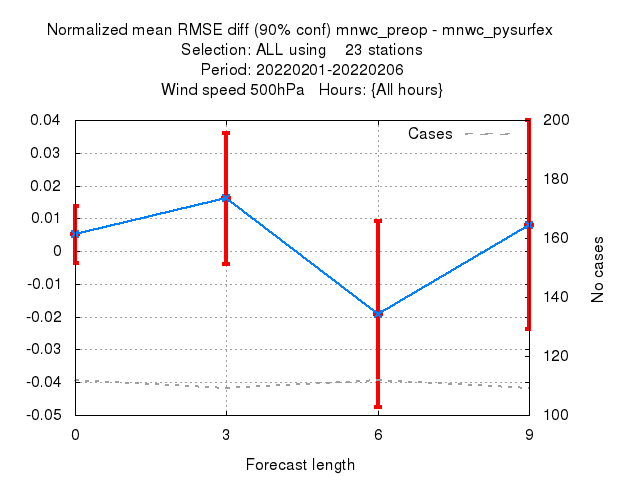 Normalized mean RMSE diff (90% conf) mnwc_preop - mnwc_pysurfex
Selection: ALL using    23 stations
Period: 20220201-20220206
Wind speed 500hPa   Hours: {All hours}
Cases
0.04
0.03
0.02
0.01
0
-0.01
-0.02
-0.03
-0.04
-0.05
200
180
160
140
120
100
No cases
0 3 6 9
Forecast length